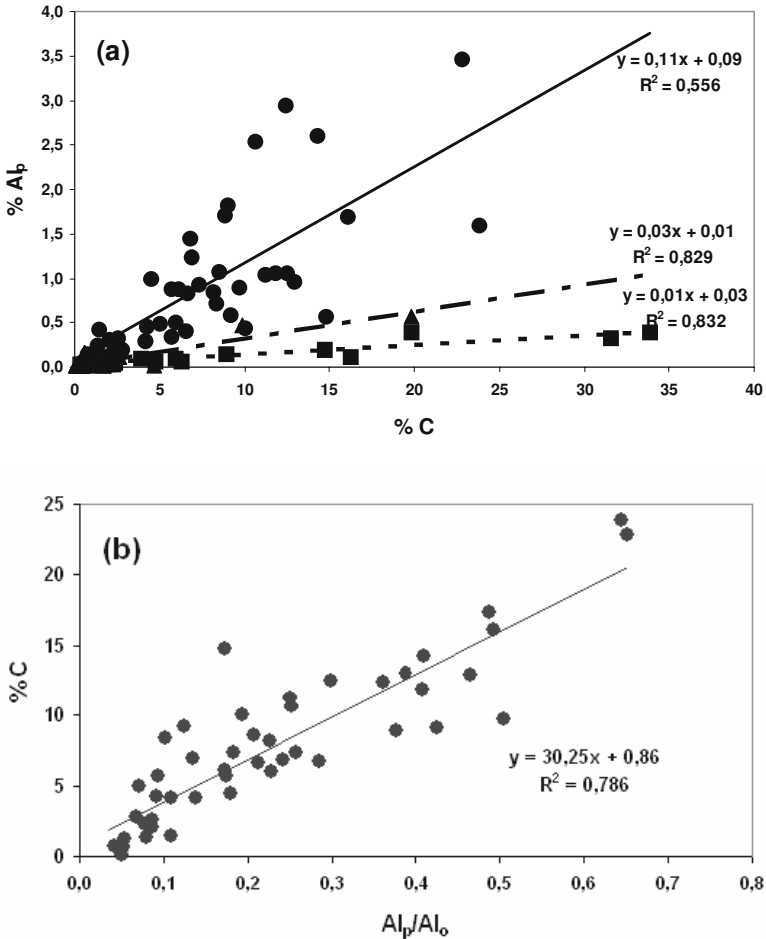 (a)
% Alp
4,0
3,5
3,0
2,5
2,0
1,5
1,0
0,5
0,0
y = 0,11x + 0,09
R2 = 0,556
y = 0,03x + 0,01
R2 = 0,829
y = 0,01x + 0,03
R2 = 0,832
0 5 10 15 20 25 30 35 40
% C
(b)
% C
25
20
15
10
5
0
y = 30,25x + 0,86
R2 = 0,786
0,0 0,1 0,2 0,3 0,4 0,5 0,6 0,7 0,8
Alp/Alo